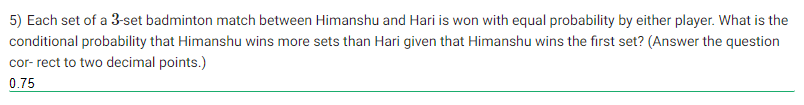 5) Each set of a 3-set badminton match between Himanshu and Hari is won with equal probability by either player. What is the
conditional probability that Himanshu wins more sets than Hari given that Himanshu wins the first set? (Answer the question
cor- rect to two decimal points.)
0.75